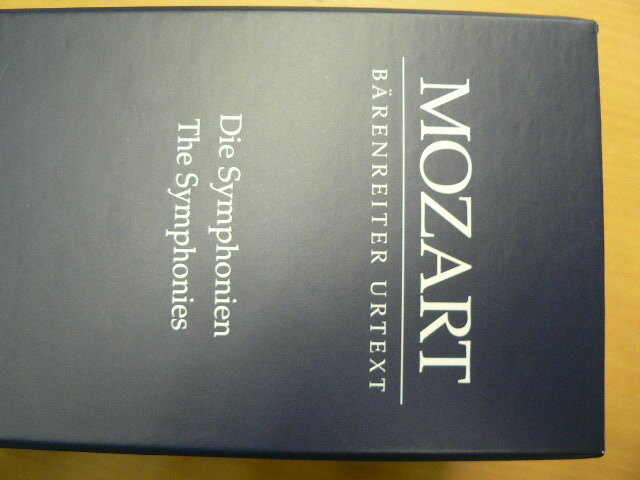 MOZART
BÄRENREITER URTEXT
Die Symphonien
The Symphonies